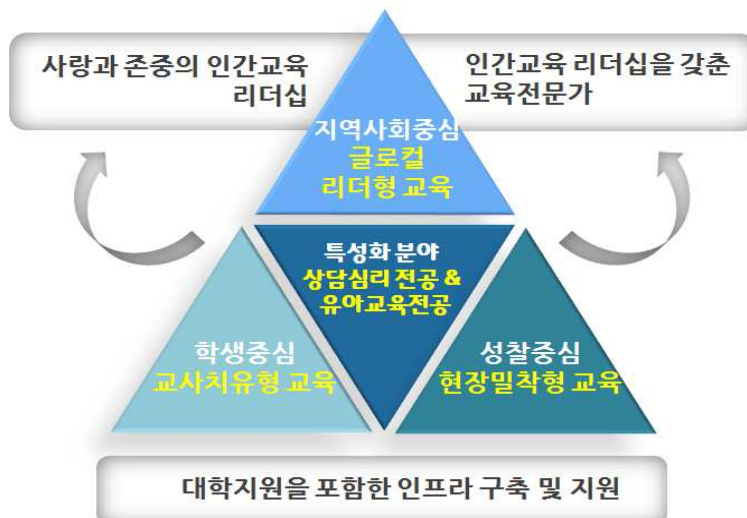 사랑과 존중의 인간교육
리더십
인간교육 리더십을 갖춘
교육전문가
지역사회중심
글로컬
리더형 교육
특성화 분야
상담심리 전공 &
유아교육전공
학생중심
교사치유형 교육
성찰중심
현장밀착형 교육
대학지원을 포함한 인프라 구축 및 지원